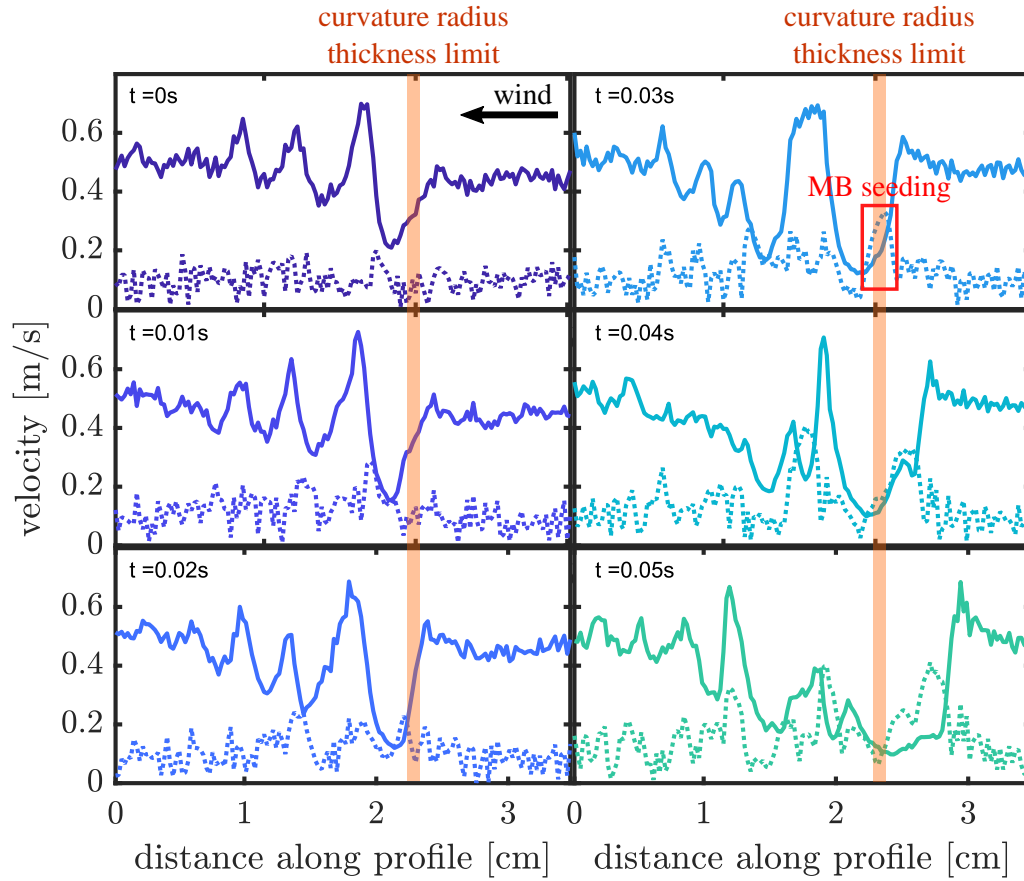 curvature radius
thickness limit
curvature radius
thickness limit
t =0s
wind
0.6
0.4
0.2
0
t =0.03s
MB seeding
t =0.01s
0.6
0.4
0.2
0
t =0.04s
velocity [m/s]
t =0.02s
0.6
0.4
0.2
0
t =0.05s
0 1 2 3
0 1 2 3
distance along profile [cm]
distance along profile [cm]